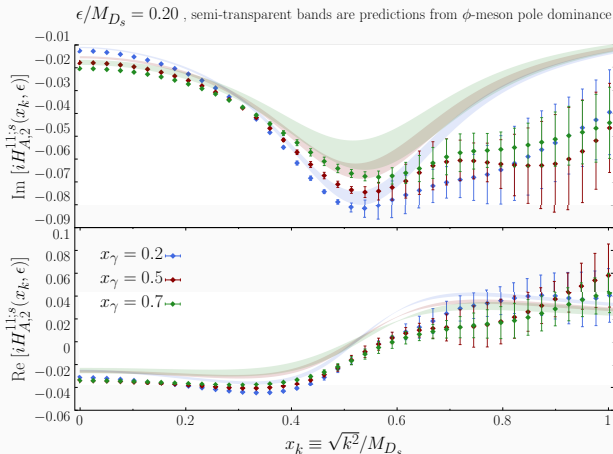 ϵ/M_{D_s} = 0.20 , semi-transparent bands are predictions from ϕ-meson pole dominance
Im [iH^{11;s}_{A,2}(x_k, ϵ)]
−0.01
−0.02
−0.03
−0.04
−0.05
−0.06
−0.07
−0.08
−0.09
Re [iH^{11;s}_{A,2}(x_k, ϵ)]
0.1
0.08
0.06
0.04
0.02
0
−0.02
−0.04
−0.06
x_γ = 0.2
x_γ = 0.5
x_γ = 0.7
0 0.2 0.4 0.6 0.8 1
x_k ≡ √k²/M_{D_s}